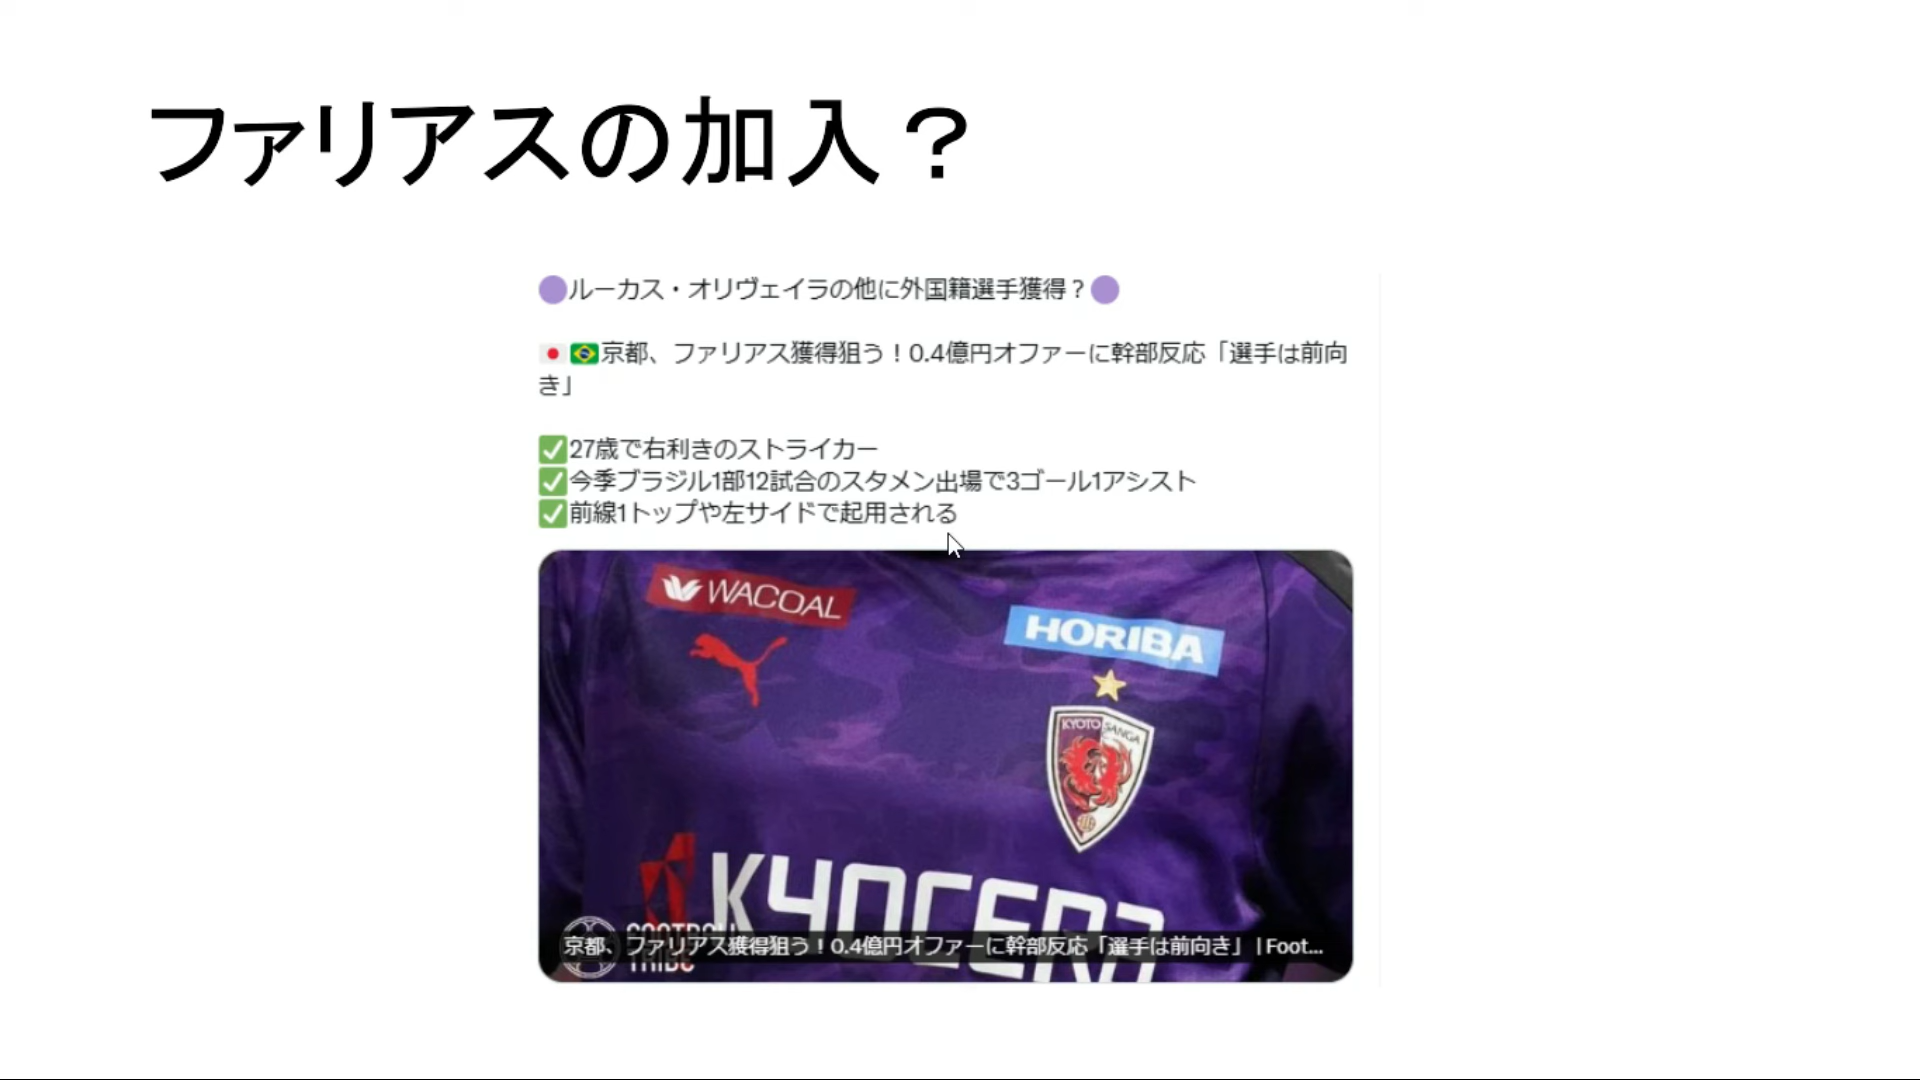 ファリアスの加入？
ルーカス・オリヴェイラの他に外国籍選手獲得？
京都、ファリアス獲得狙う！0.4億円オファーに幹部反応「選手は前向
き」
27歳で右利きのストライカー
今季ブラジル1部12試合のスタメン出場で3ゴール1アシスト
前線1トップや左サイドで起用される
WACOAL
HORIBA
KYOTO SANGA
KYOCERA
FOOTBALL
TRIBE
京都、ファリアス獲得狙う！0.4億円オファーに幹部反応「選手は前向き」 | Foot...